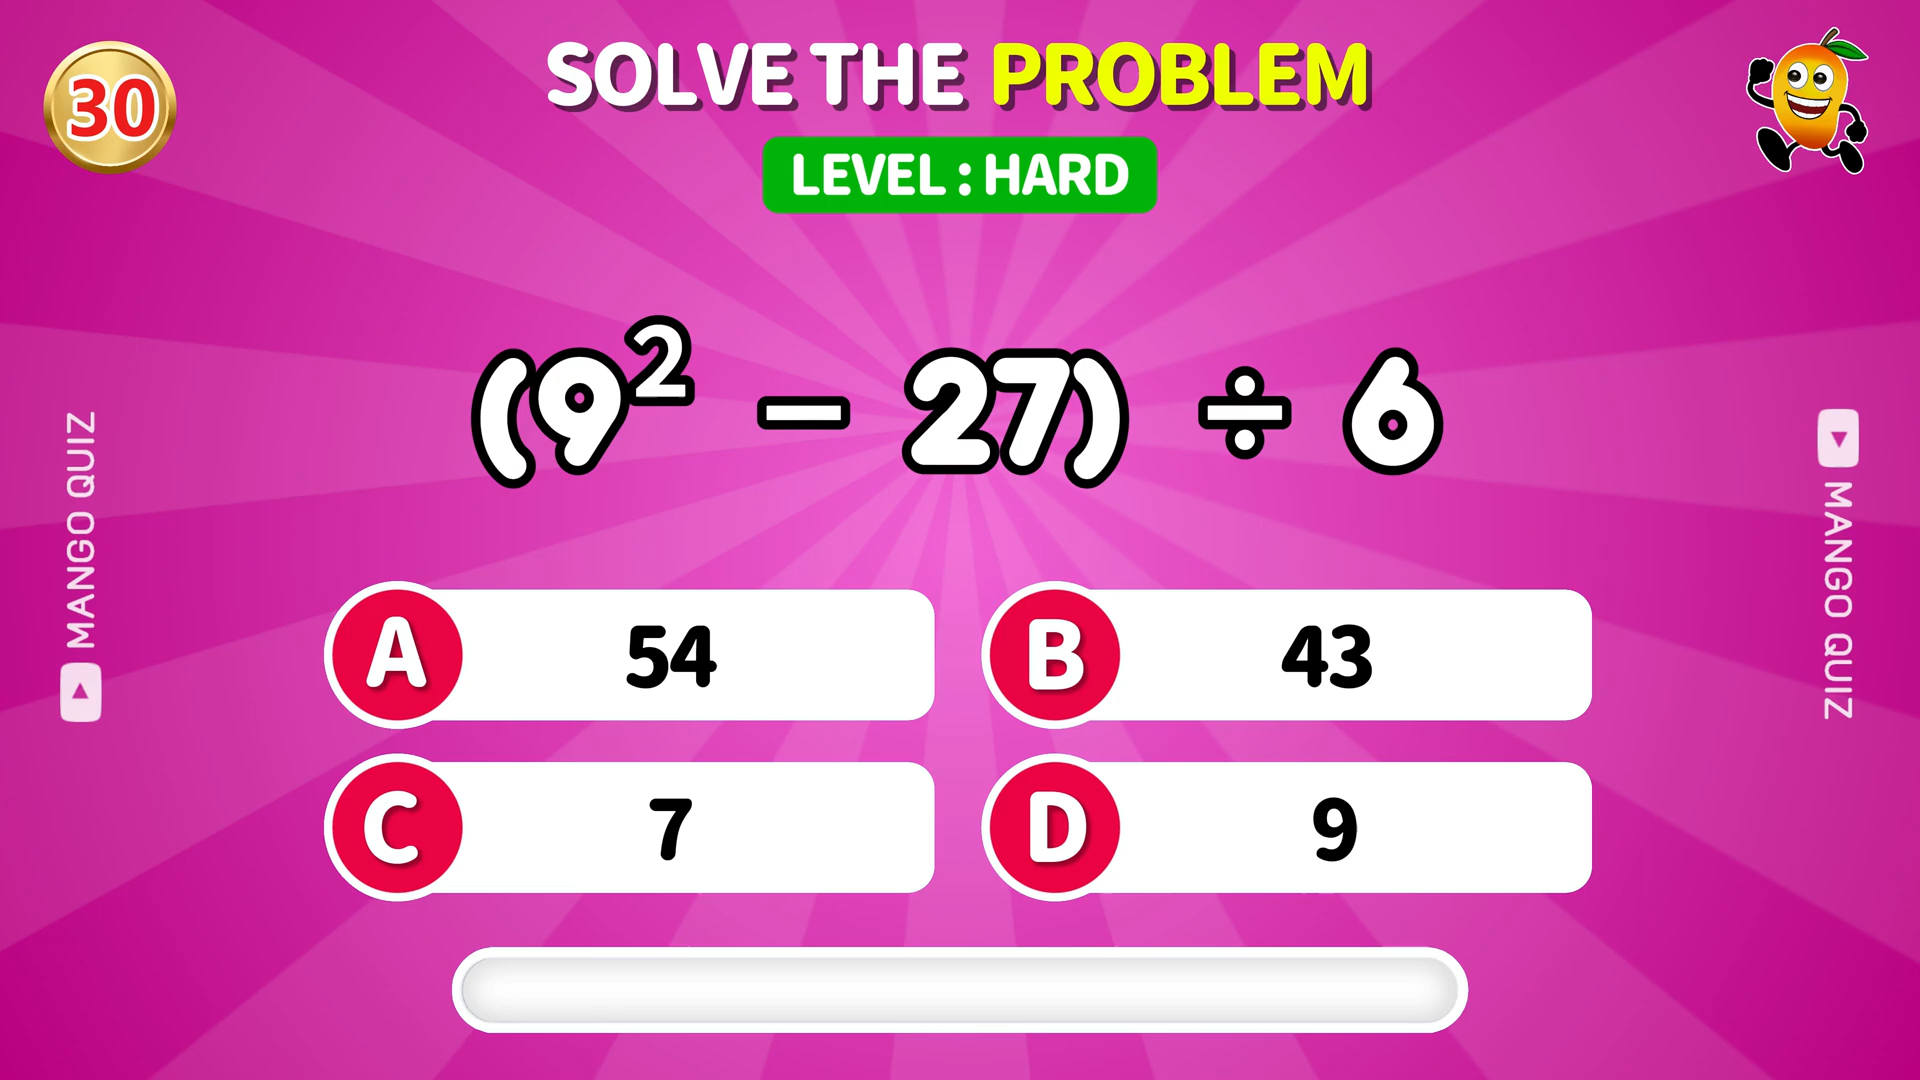 30
SOLVE THE PROBLEM
LEVEL : HARD
(9² − 27) ÷ 6
MANGO QUIZ
MANGO QUIZ
A 54
B 43
C 7
D 9